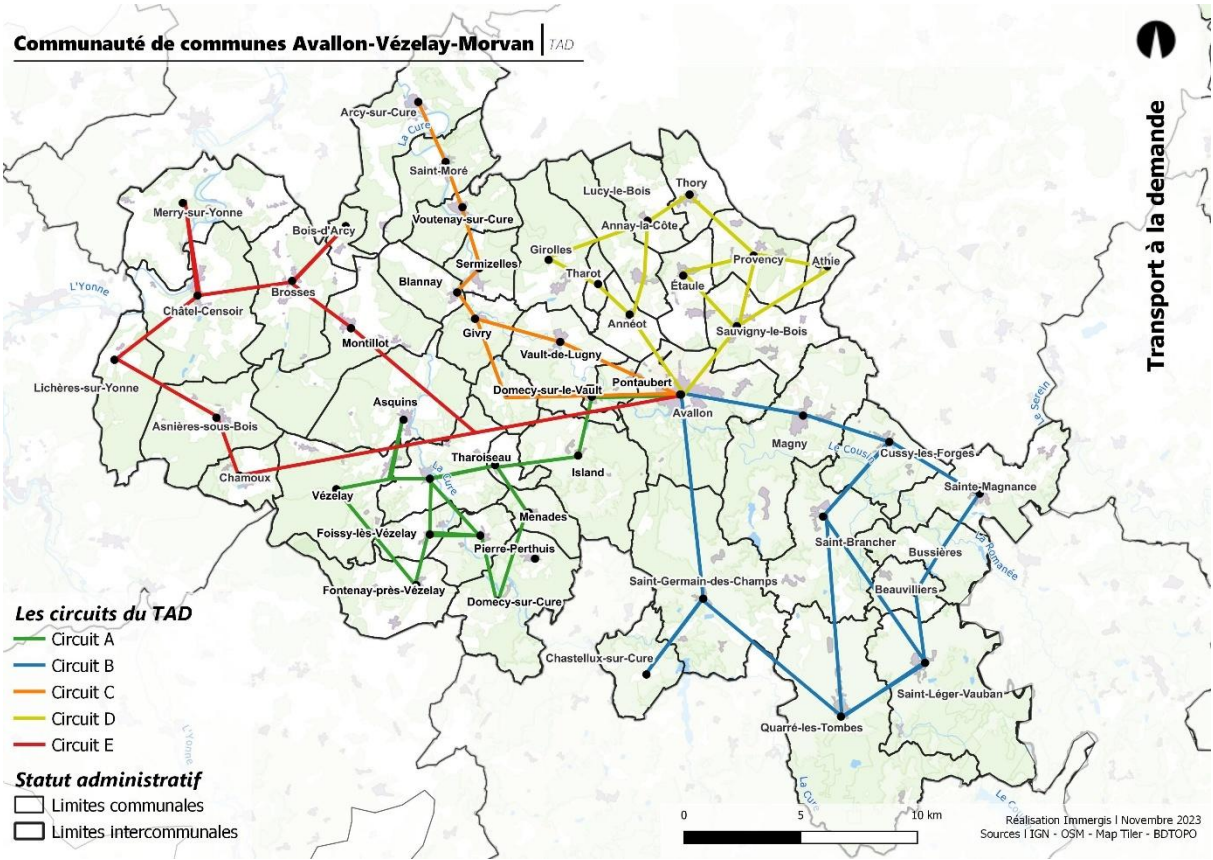 Communauté de communes Avallon-Vézelay-Morvan | TAD
Transport à la demande
Arcy-sur-Cure
La Cure
Saint-Moré
Lucy-le-Bois
Thory
Merry-sur-Yonne
Voutenay-sur-Cure
Annay-la-Côte
Bois-d'Arcy
Girolles
Provency
Athie
Sermizelles
Tharot
Étaule
L'Yonne
Blannay
Brosses
Châtel-Censoir
Annéot
Sauvigny-le-Bois
Givry
Montillot
Vault-de-Lugny
Lichères-sur-Yonne
Pontaubert
Domecy-sur-le-Vault
Le Serein
Asquins
Avallon
Asnières-sous-Bois
Magny
Le Cousin
Cussy-les-Forges
Tharoiseau
Chamoux
La Cure
Island
Sainte-Magnance
Vézelay
Menades
Foissy-lès-Vézelay
Saint-Brancher
Pierre-Perthuis
Bussières
La Romanée
Saint-Germain-des-Champs
Fontenay-près-Vézelay
Domecy-sur-Cure
Beauvilliers
Chastellux-sur-Cure
Saint-Léger-Vauban
Quarré-les-Tombes
L'Yonne
La Cure
Les circuits du TAD
Circuit A
Circuit B
Circuit C
Circuit D
Circuit E
Statut administratif
Limites communales
Limites intercommunales
0 5 10 km
Réalisation Immergis | Novembre 2023
Sources | IGN - OSM - Map Tiler - BDTOPO